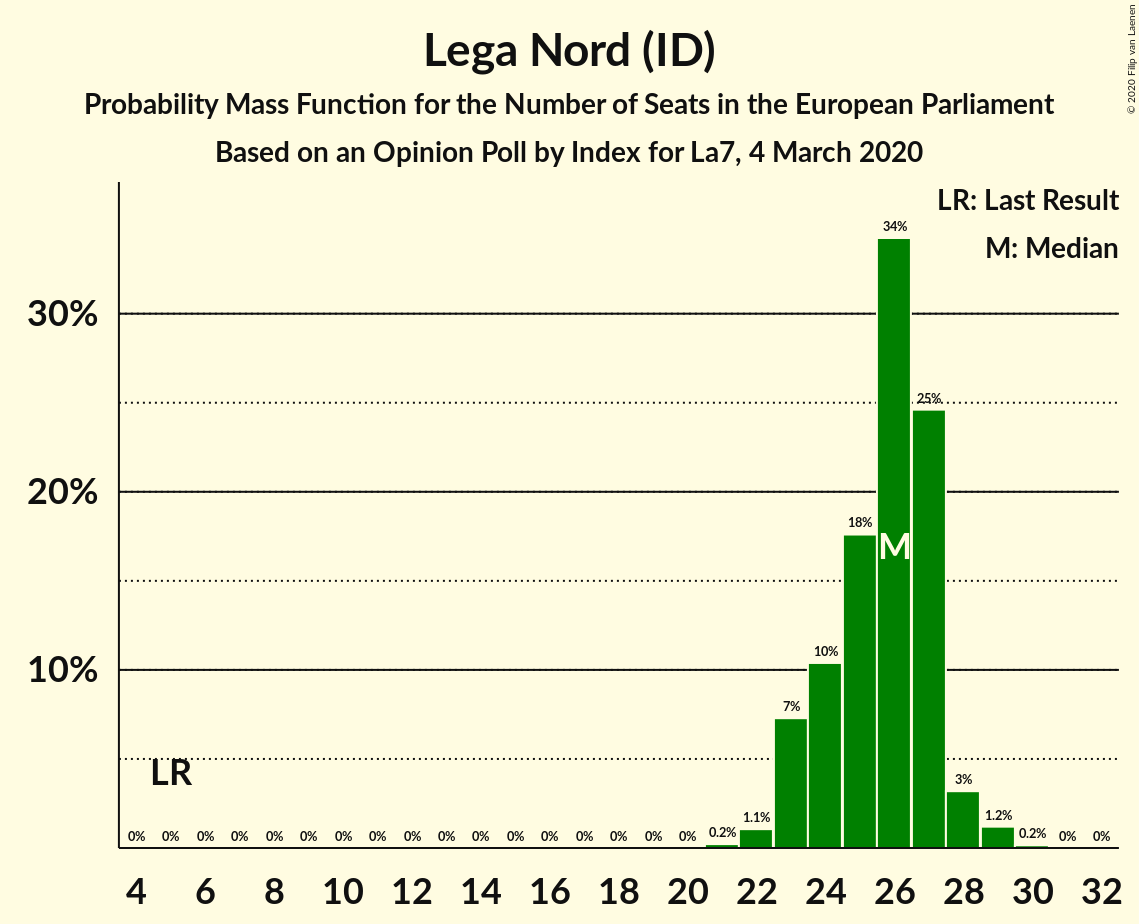 Lega Nord (ID)
Probability Mass Function for the Number of Seats in the European Parliament
Based on an Opinion Poll by Index for La7, 4 March 2020
© 2020 Filip van Laenen
LR: Last Result
M: Median
34%
30%
25%
20%
18%
M
10%
10%
7%
LR
3%
0% 0% 0% 0% 0% 0% 0% 0% 0% 0% 0% 0% 0% 0% 0% 0% 0% 0.2% 1.1% 1.2% 0.2% 0% 0%
4 6 8 10 12 14 16 18 20 22 24 26 28 30 32